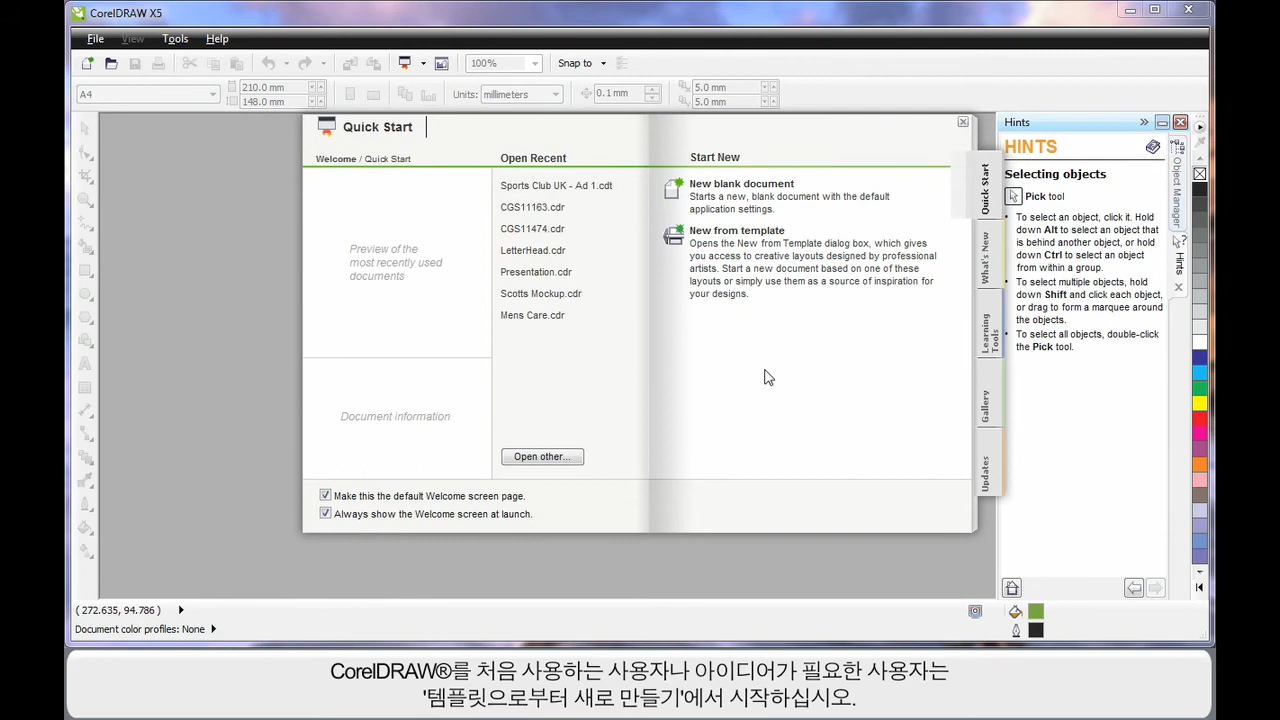 CorelDRAW X5
File View Tools Help
100% Snap to
A4 210.0 mm 148.0 mm Units: millimeters 0.1 mm 5.0 mm 5.0 mm
Quick Start
Welcome / Quick Start
Preview of the
most recently used
documents
Document information
Open Recent
Sports Club UK - Ad 1.cdt
CGS11163.cdr
CGS11474.cdr
LetterHead.cdr
Presentation.cdr
Scotts Mockup.cdr
Mens Care.cdr
Open other...
Start New
New blank document
Starts a new, blank document with the default
application settings.
New from template
Opens the New from Template dialog box, which gives
you access to creative layouts designed by professional
artists. Start a new document based on one of these
layouts or simply use them as a source of inspiration for
your designs.
Make this the default Welcome screen page.
Always show the Welcome screen at launch.
Quick Start
What's New
Learning
Tools
Gallery
Updates
Hints
HINTS
Selecting objects
Pick tool
• To select an object, click it. Hold
down Alt to select an object that
is behind another object, or hold
down Ctrl to select an object
from within a group.
• To select multiple objects, hold
down Shift and click each object,
or drag to form a marquee around
the objects.
• To select all objects, double-click
the Pick tool.
Object Manager
Hints
( 272.635, 94.786 )
Document color profiles: None
CorelDRAW®를 처음 사용하는 사용자나 아이디어가 필요한 사용자는
'템플릿으로부터 새로 만들기'에서 시작하십시오.